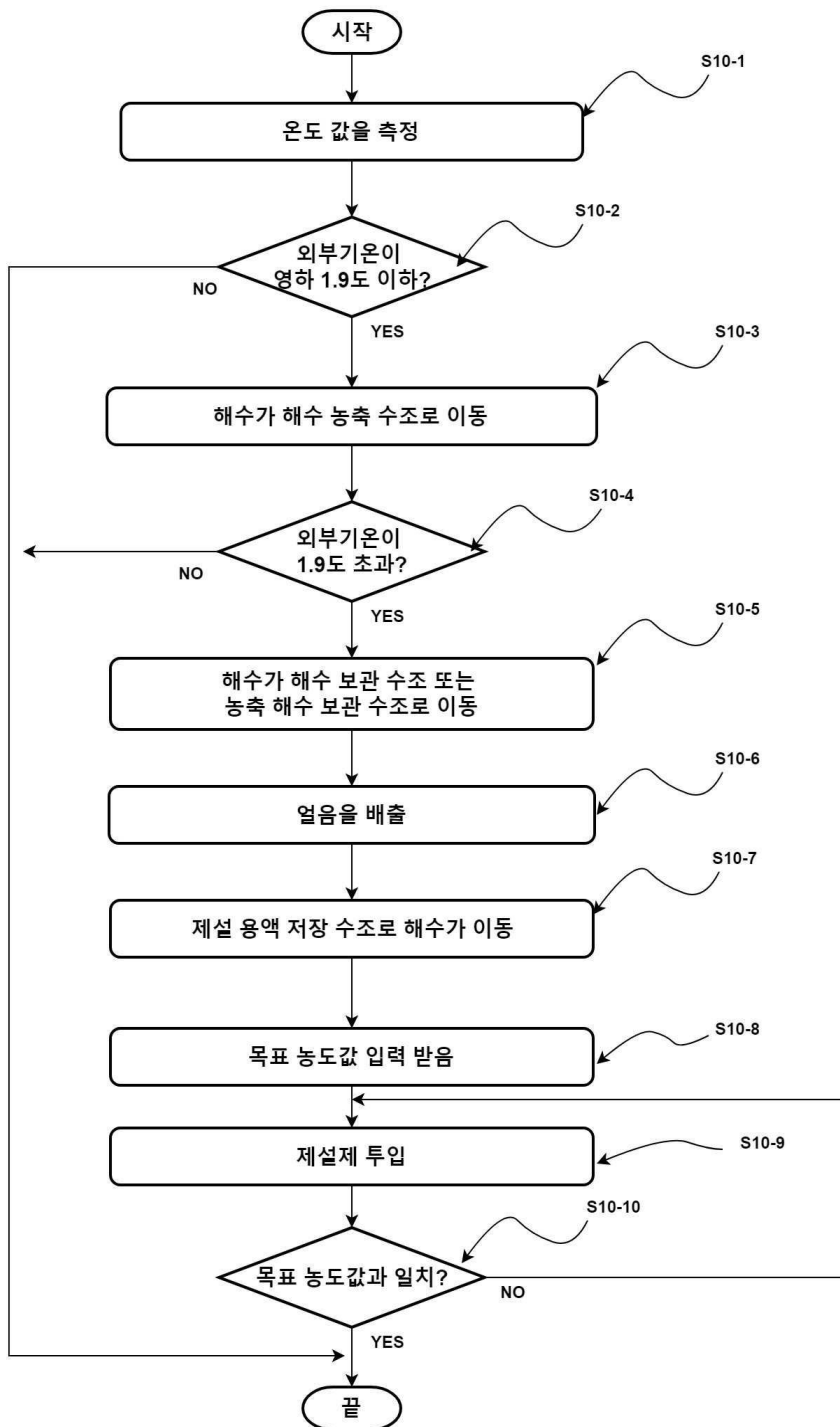 시작
S10-1
온도 값을 측정
S10-2
외부기온이
영하 1.9도 이하?
NO
YES
S10-3
해수가 해수 농축 수조로 이동
S10-4
외부기온이
1.9도 초과?
NO
YES
S10-5
해수가 해수 보관 수조 또는
농축 해수 보관 수조로 이동
S10-6
얼음을 배출
S10-7
제설 용액 저장 수조로 해수가 이동
S10-8
목표 농도값 입력 받음
S10-9
제설제 투입
S10-10
목표 농도값과 일치?
NO
YES
끝